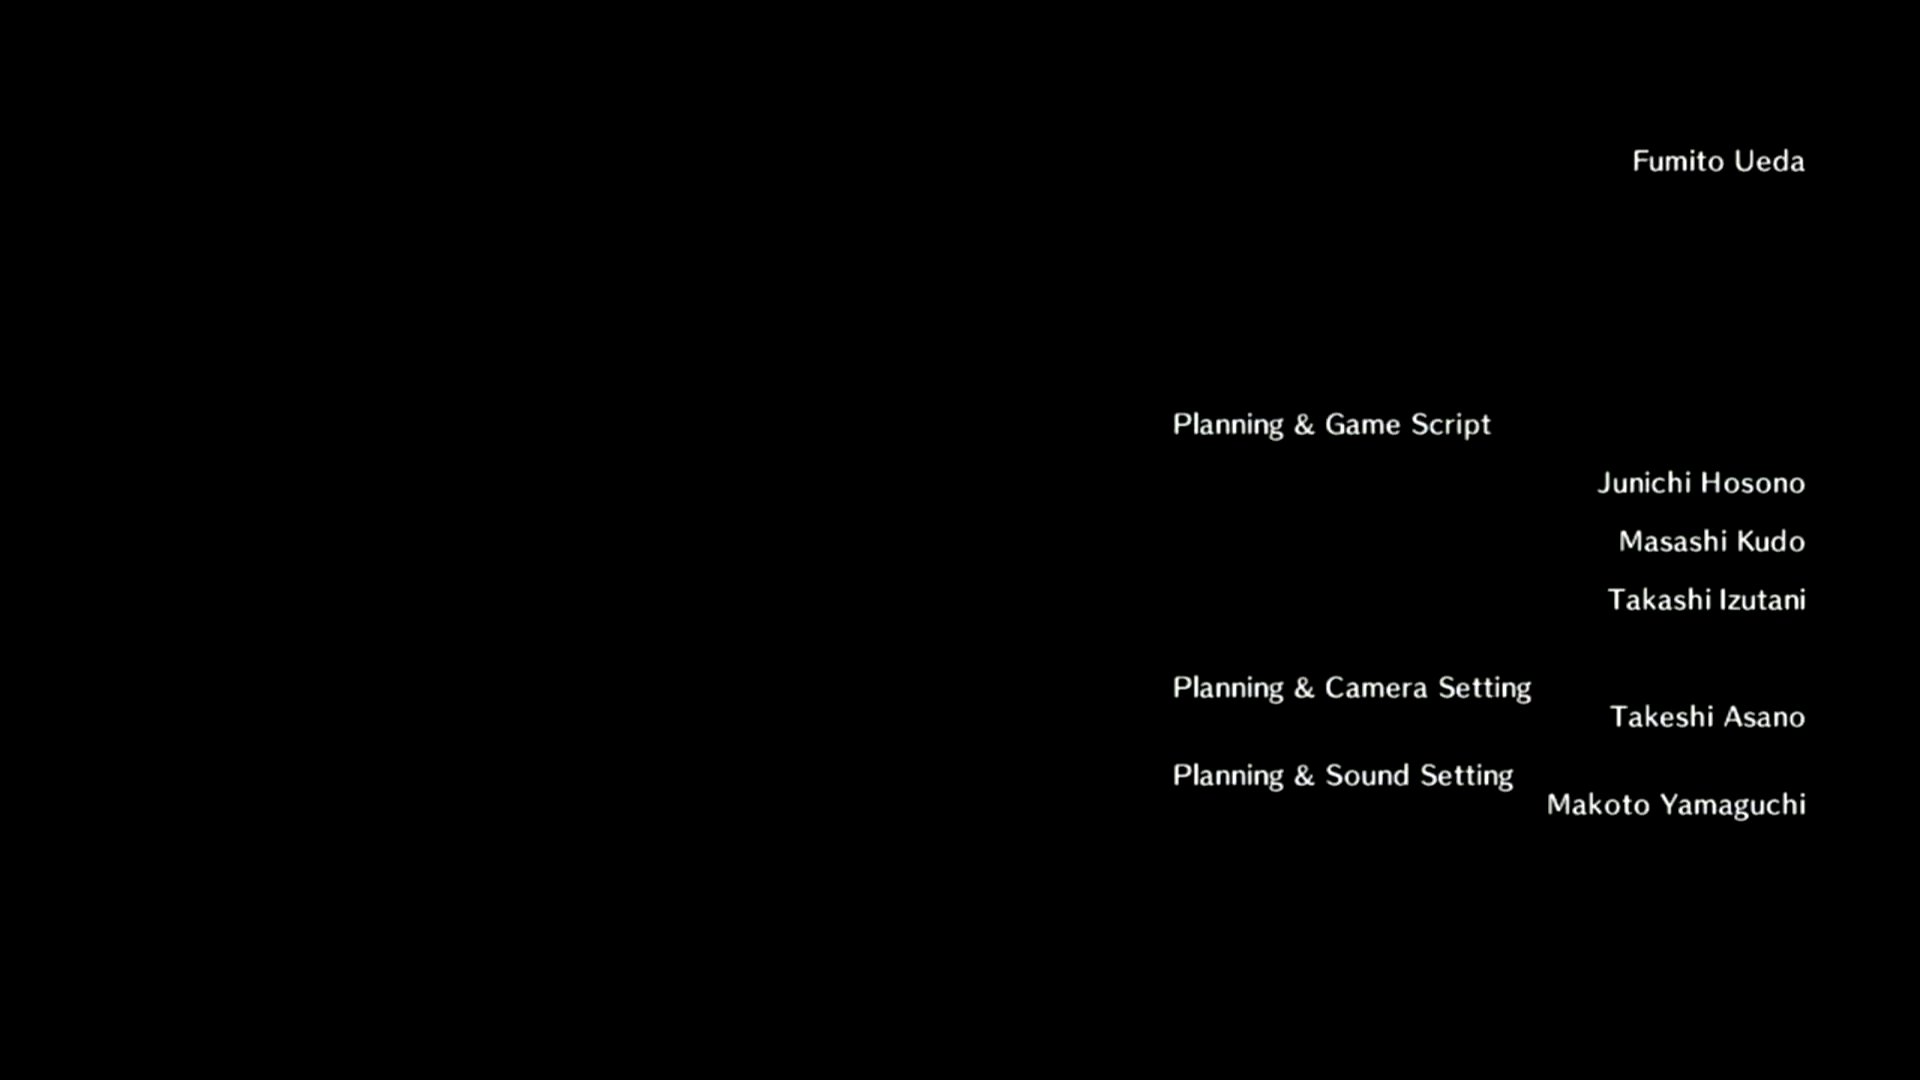 Fumito Ueda
Planning & Game Script
Junichi Hosono
Masashi Kudo
Takashi Izutani
Planning & Camera Setting
Takeshi Asano
Planning & Sound Setting
Makoto Yamaguchi